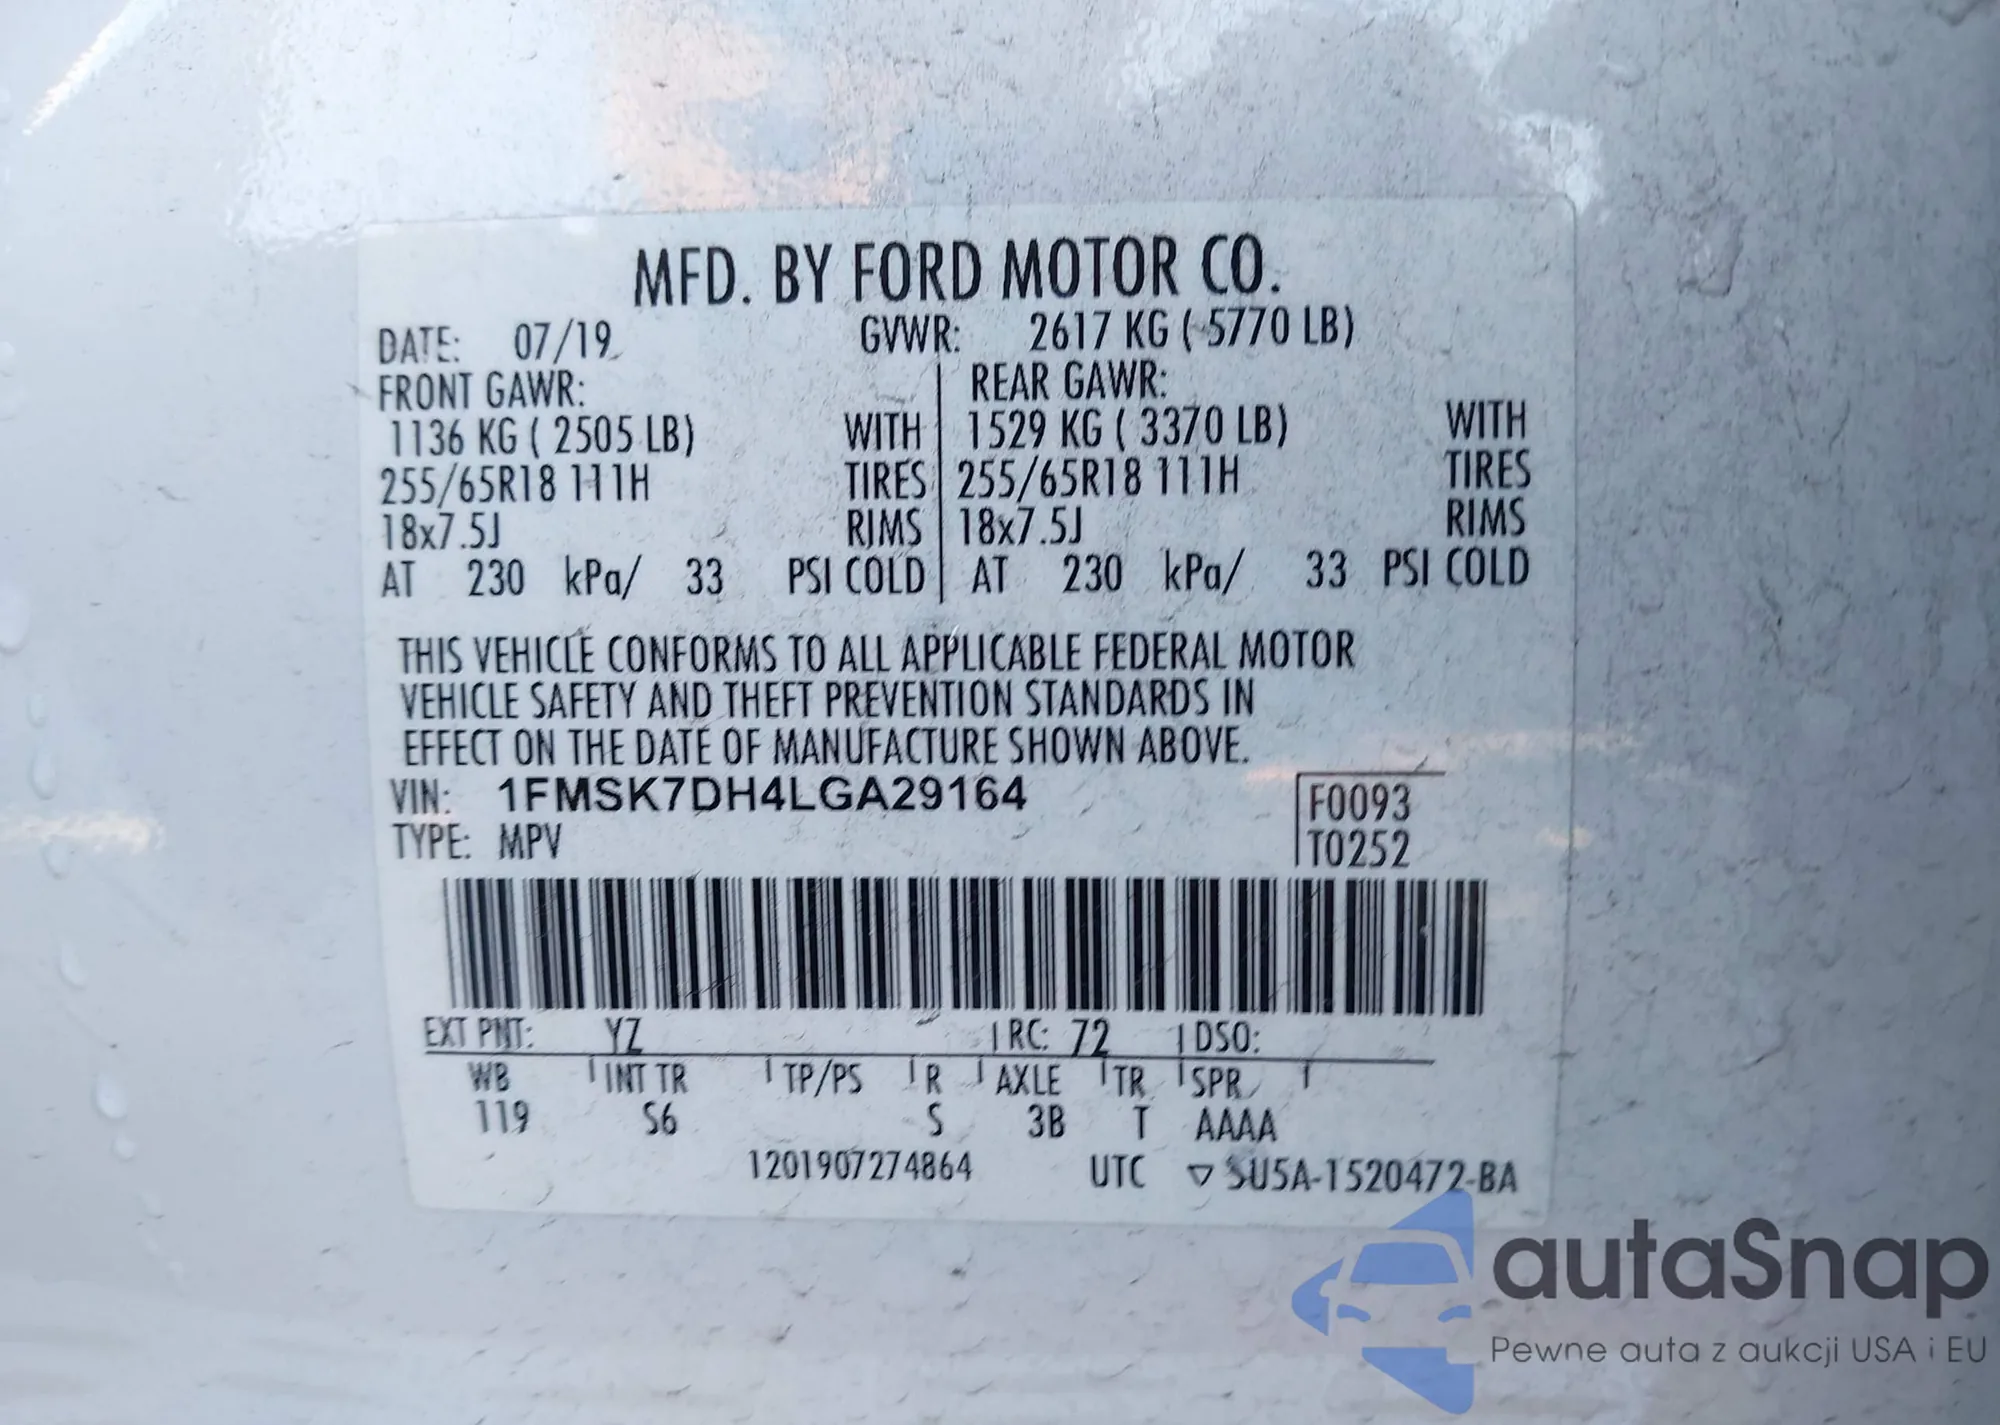 MFD. BY FORD MOTOR CO.
DATE: 07/19 GVWR: 2617 KG ( 5770 LB)
FRONT GAWR: REAR GAWR:
1136 KG ( 2505 LB) WITH 1529 KG ( 3370 LB) WITH
255/65R18 111H TIRES 255/65R18 111H TIRES
18x7.5J RIMS 18x7.5J RIMS
AT 230 kPa/ 33 PSI COLD AT 230 kPa/ 33 PSI COLD
THIS VEHICLE CONFORMS TO ALL APPLICABLE FEDERAL MOTOR
VEHICLE SAFETY AND THEFT PREVENTION STANDARDS IN
EFFECT ON THE DATE OF MANUFACTURE SHOWN ABOVE.
VIN: 1FMSK7DH4LGA29164 F0093
TYPE: MPV T0252
EXT PNT: YZ RC: 72 DSO:
WB INT TR TP/PS R AXLE TR SPR
119 S6 S 3B T AAAA
1201907274864 UTC ▽ SU5A-1520472-BA
autaSnap
Pewne auta z aukcji USA i EU